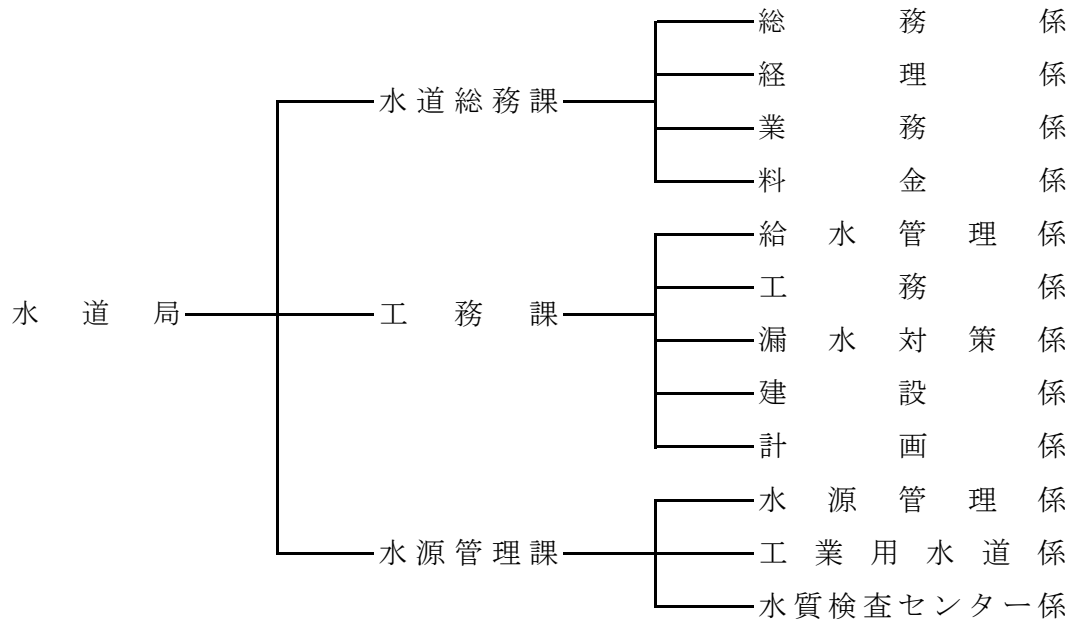 総務係
経理係
水道総務課
業務係
料金係
給水管理係
工務係
水道局
工務課
漏水対策係
建設係
計画係
水源管理係
水源管理課
工業用水道係
水質検査センター係